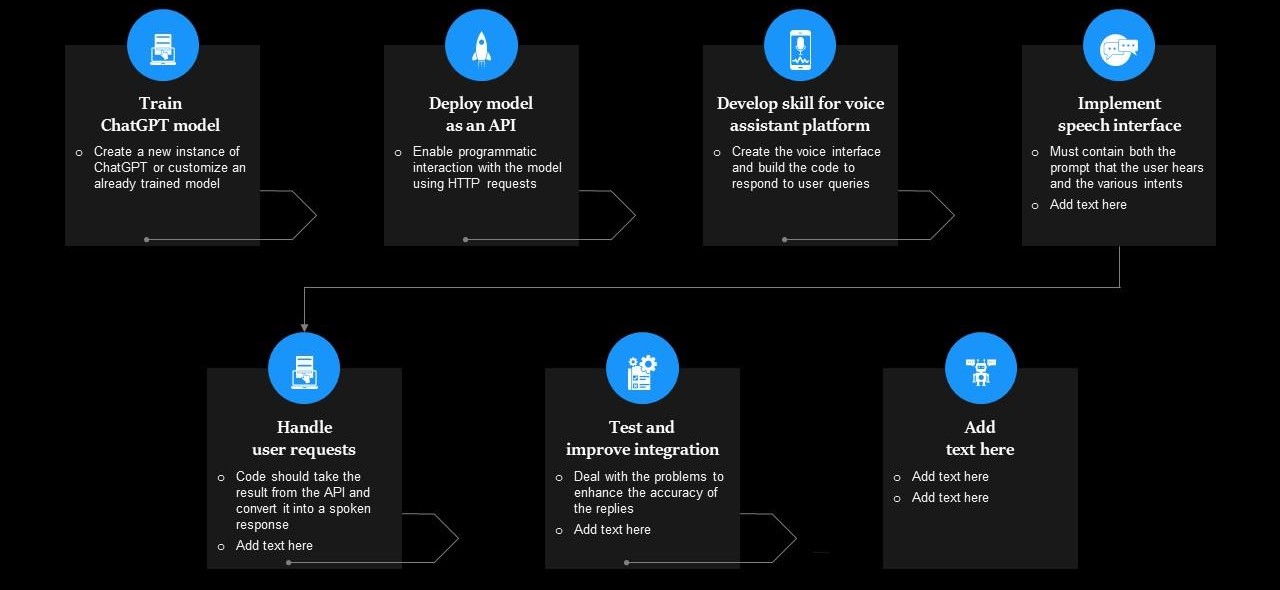 Train
ChatGPT model
Create a new instance of
ChatGPT or customize an
already trained model
Deploy model
as an API
Enable programmatic
interaction with the model
using HTTP requests
Develop skill for voice
assistant platform
Create the voice interface
and build the code to
respond to user queries
Implement
speech interface
Must contain both the
prompt that the user hears
and the various intents
Add text here
Handle
user requests
Code should take the
result from the API and
convert it into a spoken
response
Add text here
Test and
improve integration
Deal with the problems to
enhance the accuracy of
the replies
Add text here
Add
text here
Add text here
Add text here